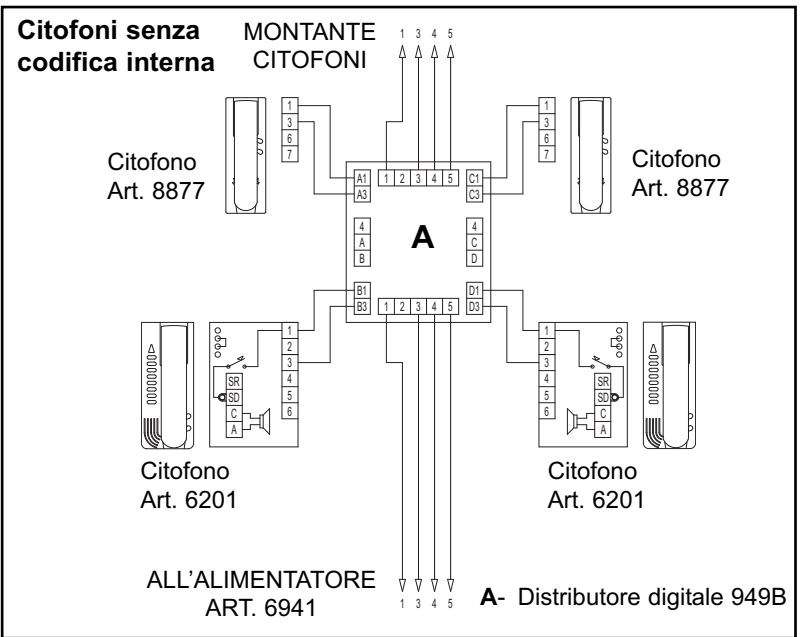 Citofoni senza
codifica interna
MONTANTE
CITOFONI
1 3 4 5
1
3
6
7
Citofono
Art. 8877
1
3
6
7
Citofono
Art. 8877
A1
A3
1 2 3 4 5
C1
C3
4
A
B
A
4
C
D
B1
B3
1 2 3 4 5
D1
D3
1
2
3
4
5
6
SR
SD
C
A
Citofono
Art. 6201
1
2
3
4
5
6
SR
SD
C
A
Citofono
Art. 6201
ALL'ALIMENTATORE
ART. 6941
1 3 4 5
A- Distributore digitale 949B